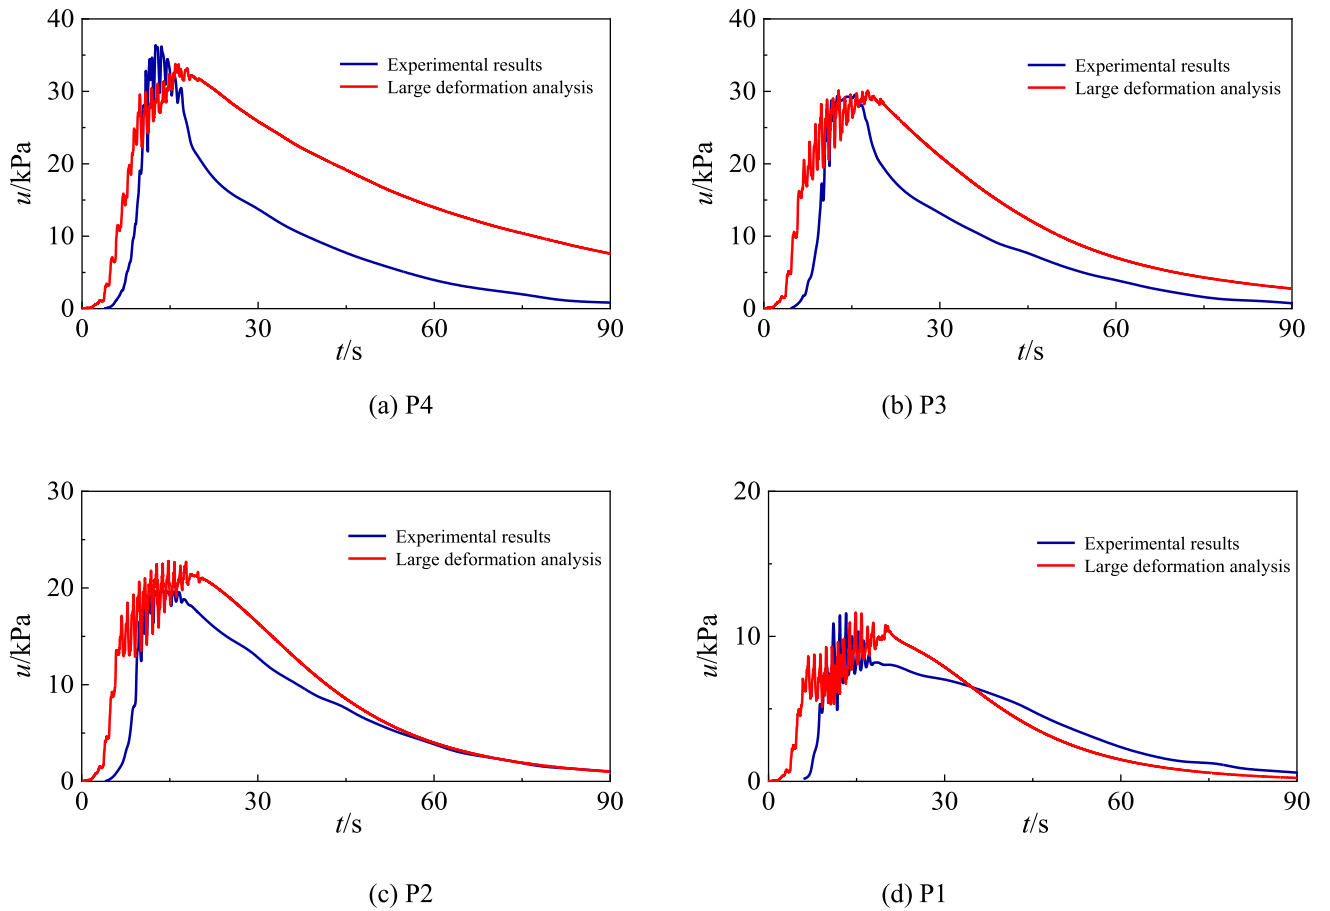 40
30
20
10
0
u/kPa
Experimental results
Large deformation analysis
0 30 60 90
t/s
(a) P4
40
30
20
10
0
u/kPa
Experimental results
Large deformation analysis
0 30 60 90
t/s
(b) P3
30
20
10
0
u/kPa
Experimental results
Large deformation analysis
0 30 60 90
t/s
(c) P2
20
10
0
u/kPa
Experimental results
Large deformation analysis
0 30 60 90
t/s
(d) P1